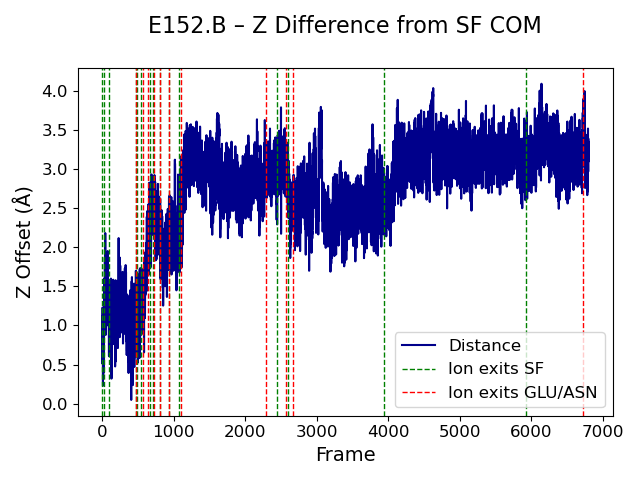 E152.B – Z Difference from SF COM
Z Offset (Å)
4.0
3.5
3.0
2.5
2.0
1.5
1.0
0.5
0.0
Distance
Ion exits SF
Ion exits GLU/ASN
0 1000 2000 3000 4000 5000 6000 7000
Frame